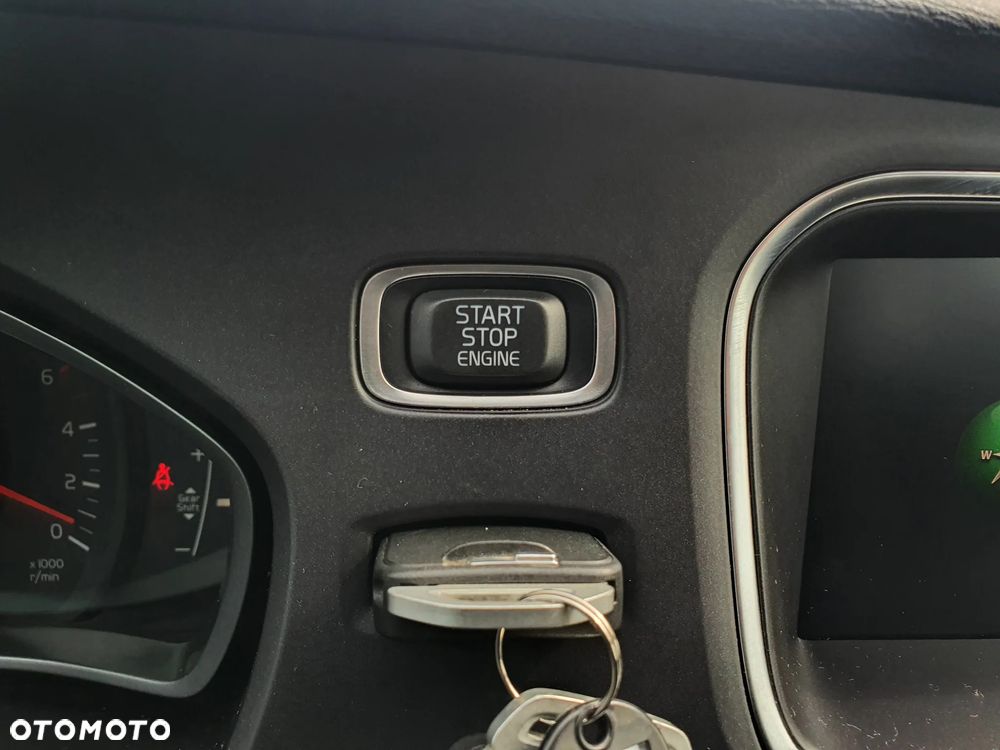 START
STOP
ENGINE
6
4
2
0
x1000
r/min
+
Gear
Shift
–
W
OTOMOTO